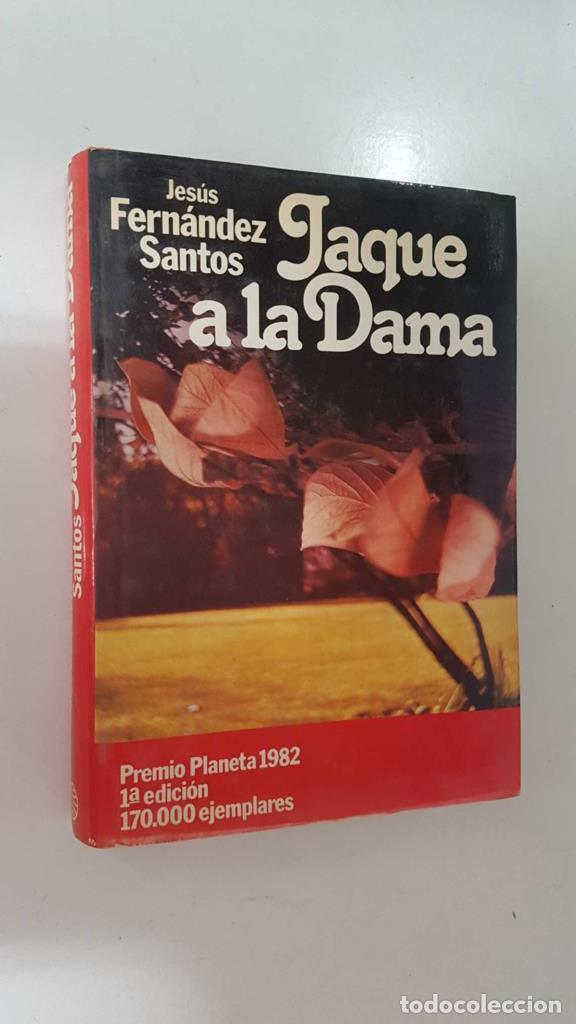 Jesús
Fernández
Santos
Jaque
a la Dama
Santos Jaque a la Dama
Premio Planeta 1982
1ª edición
170.000 ejemplares
todocoleccion